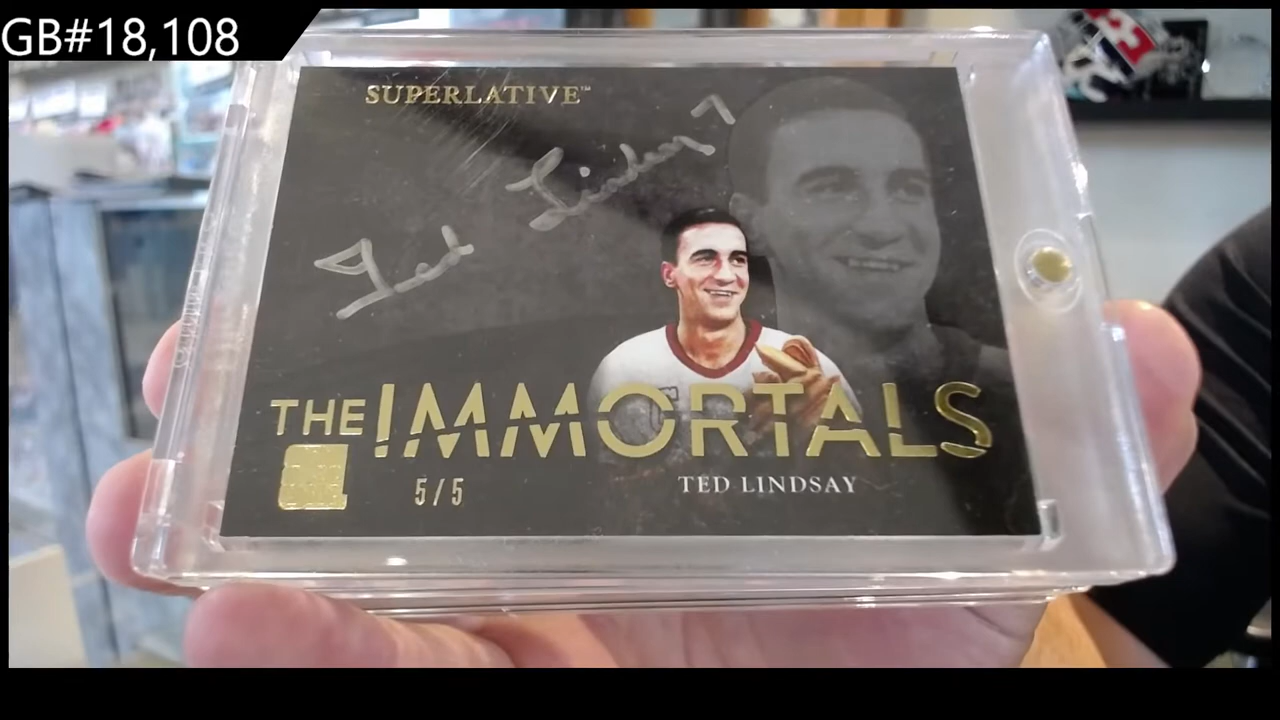 GB#18,108
SUPERLATIVE™
Ted Lindsay 7
THE IMMORTALS
5/5
TED LINDSAY